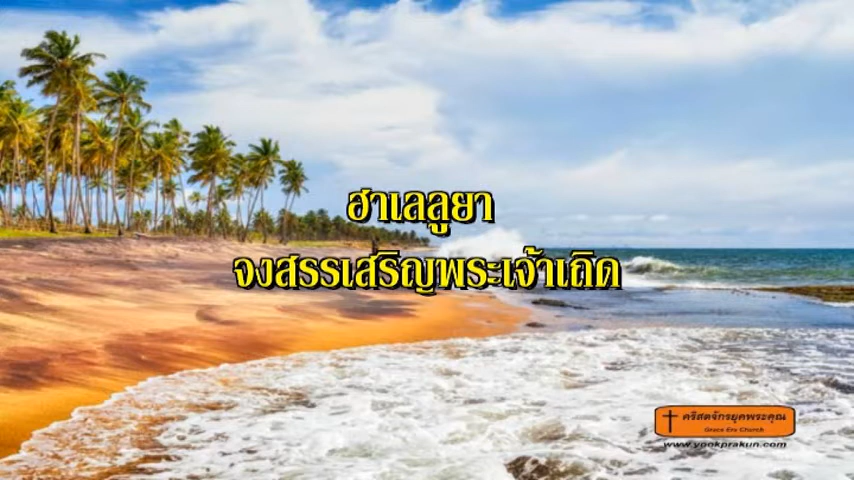 ฮาเลลูยา
จงสรรเสริญพระเจ้าเถิด
คริสตจักรยุคพระคุณ
Grace Era Church
www.yookprakun.com